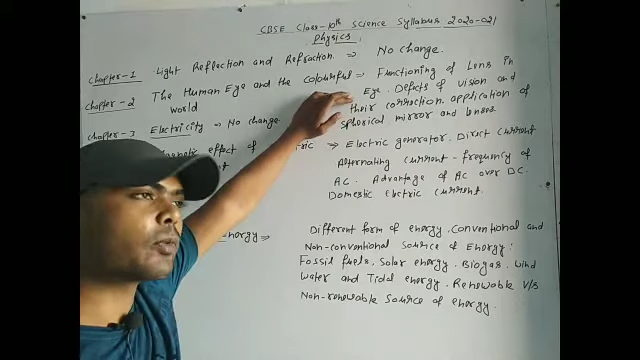 CBSE Class-10th Science Syllabus 2020-021
Physics
Chapter-1 Light Reflection and Refraction ⇒ No change.
Chapter-2 The Human Eye and the Colourful world ⇒ Functioning of Lens in
Eye. Defects of vision and
their correction. application of
spherical mirror and lenses
Chapter-3 Electricity → No change
Magnetic effect of ⇒ Electric generator. Direct current
Alternating current - frequency of
AC. Advantage of AC over DC.
Domestic electric current.
energy ⇒ Different form of energy. Conventional and
Non-conventional source of Energy:
Fossil fuels, Solar energy. Biogas. wind
water and Tidal energy. Renewable V/s
Non-renewable source of energy.